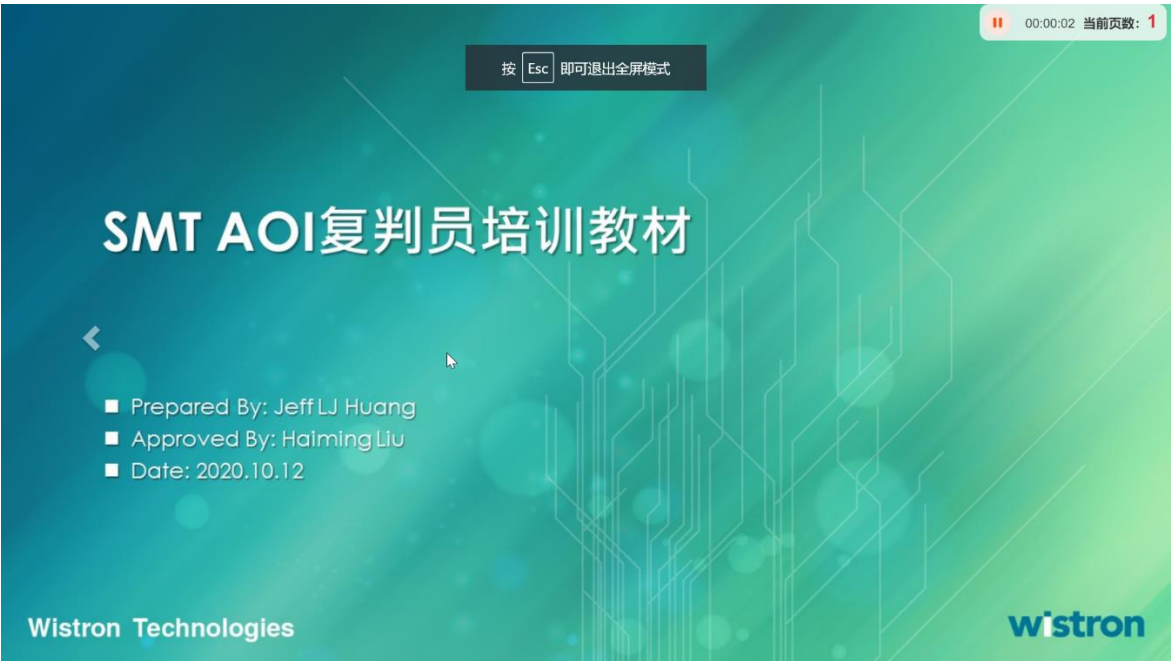 00:00:02 当前页数: 1
按 Esc 即可退出全屏模式
SMT AOI复判员培训教材
Prepared By: Jeff LJ Huang
Approved By: Haiming Liu
Date: 2020.10.12
Wistron Technologies
wistron